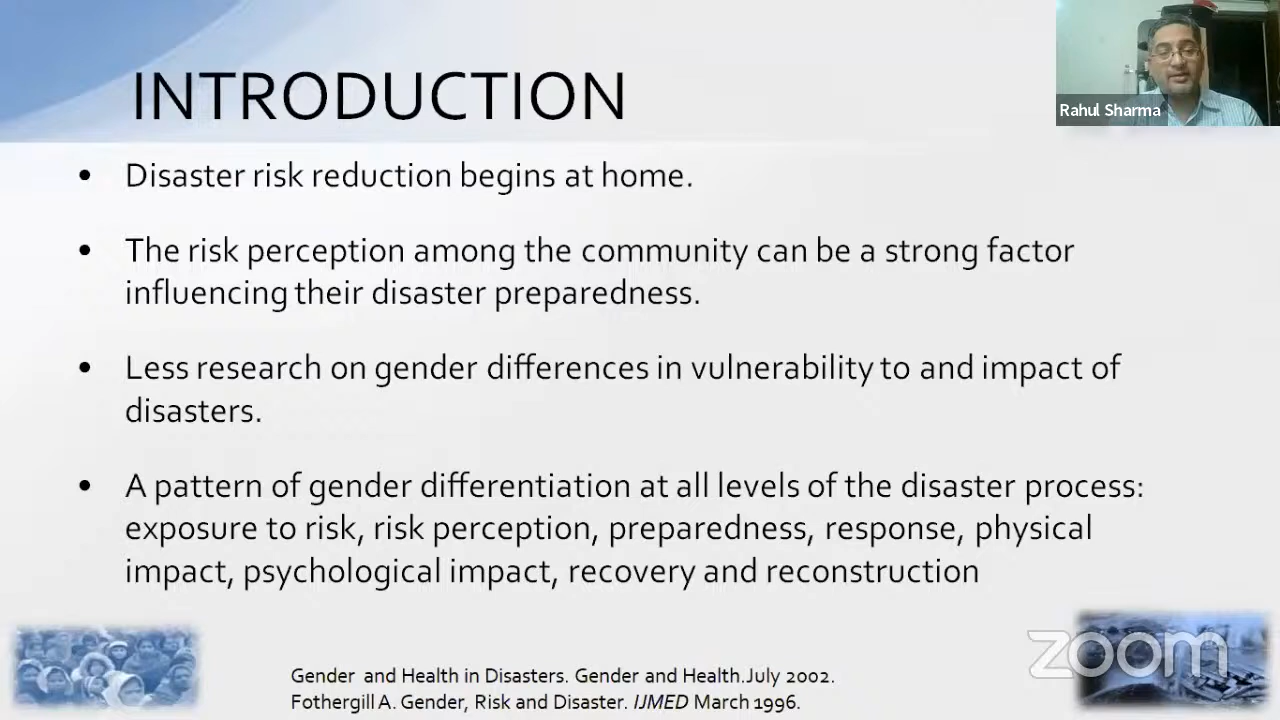 INTRODUCTION
Rahul Sharma
• Disaster risk reduction begins at home.
• The risk perception among the community can be a strong factor
influencing their disaster preparedness.
• Less research on gender differences in vulnerability to and impact of
disasters.
• A pattern of gender differentiation at all levels of the disaster process:
exposure to risk, risk perception, preparedness, response, physical
impact, psychological impact, recovery and reconstruction
zoom
Gender and Health in Disasters. Gender and Health.July 2002.
Fothergill A. Gender, Risk and Disaster. IJMED March 1996.